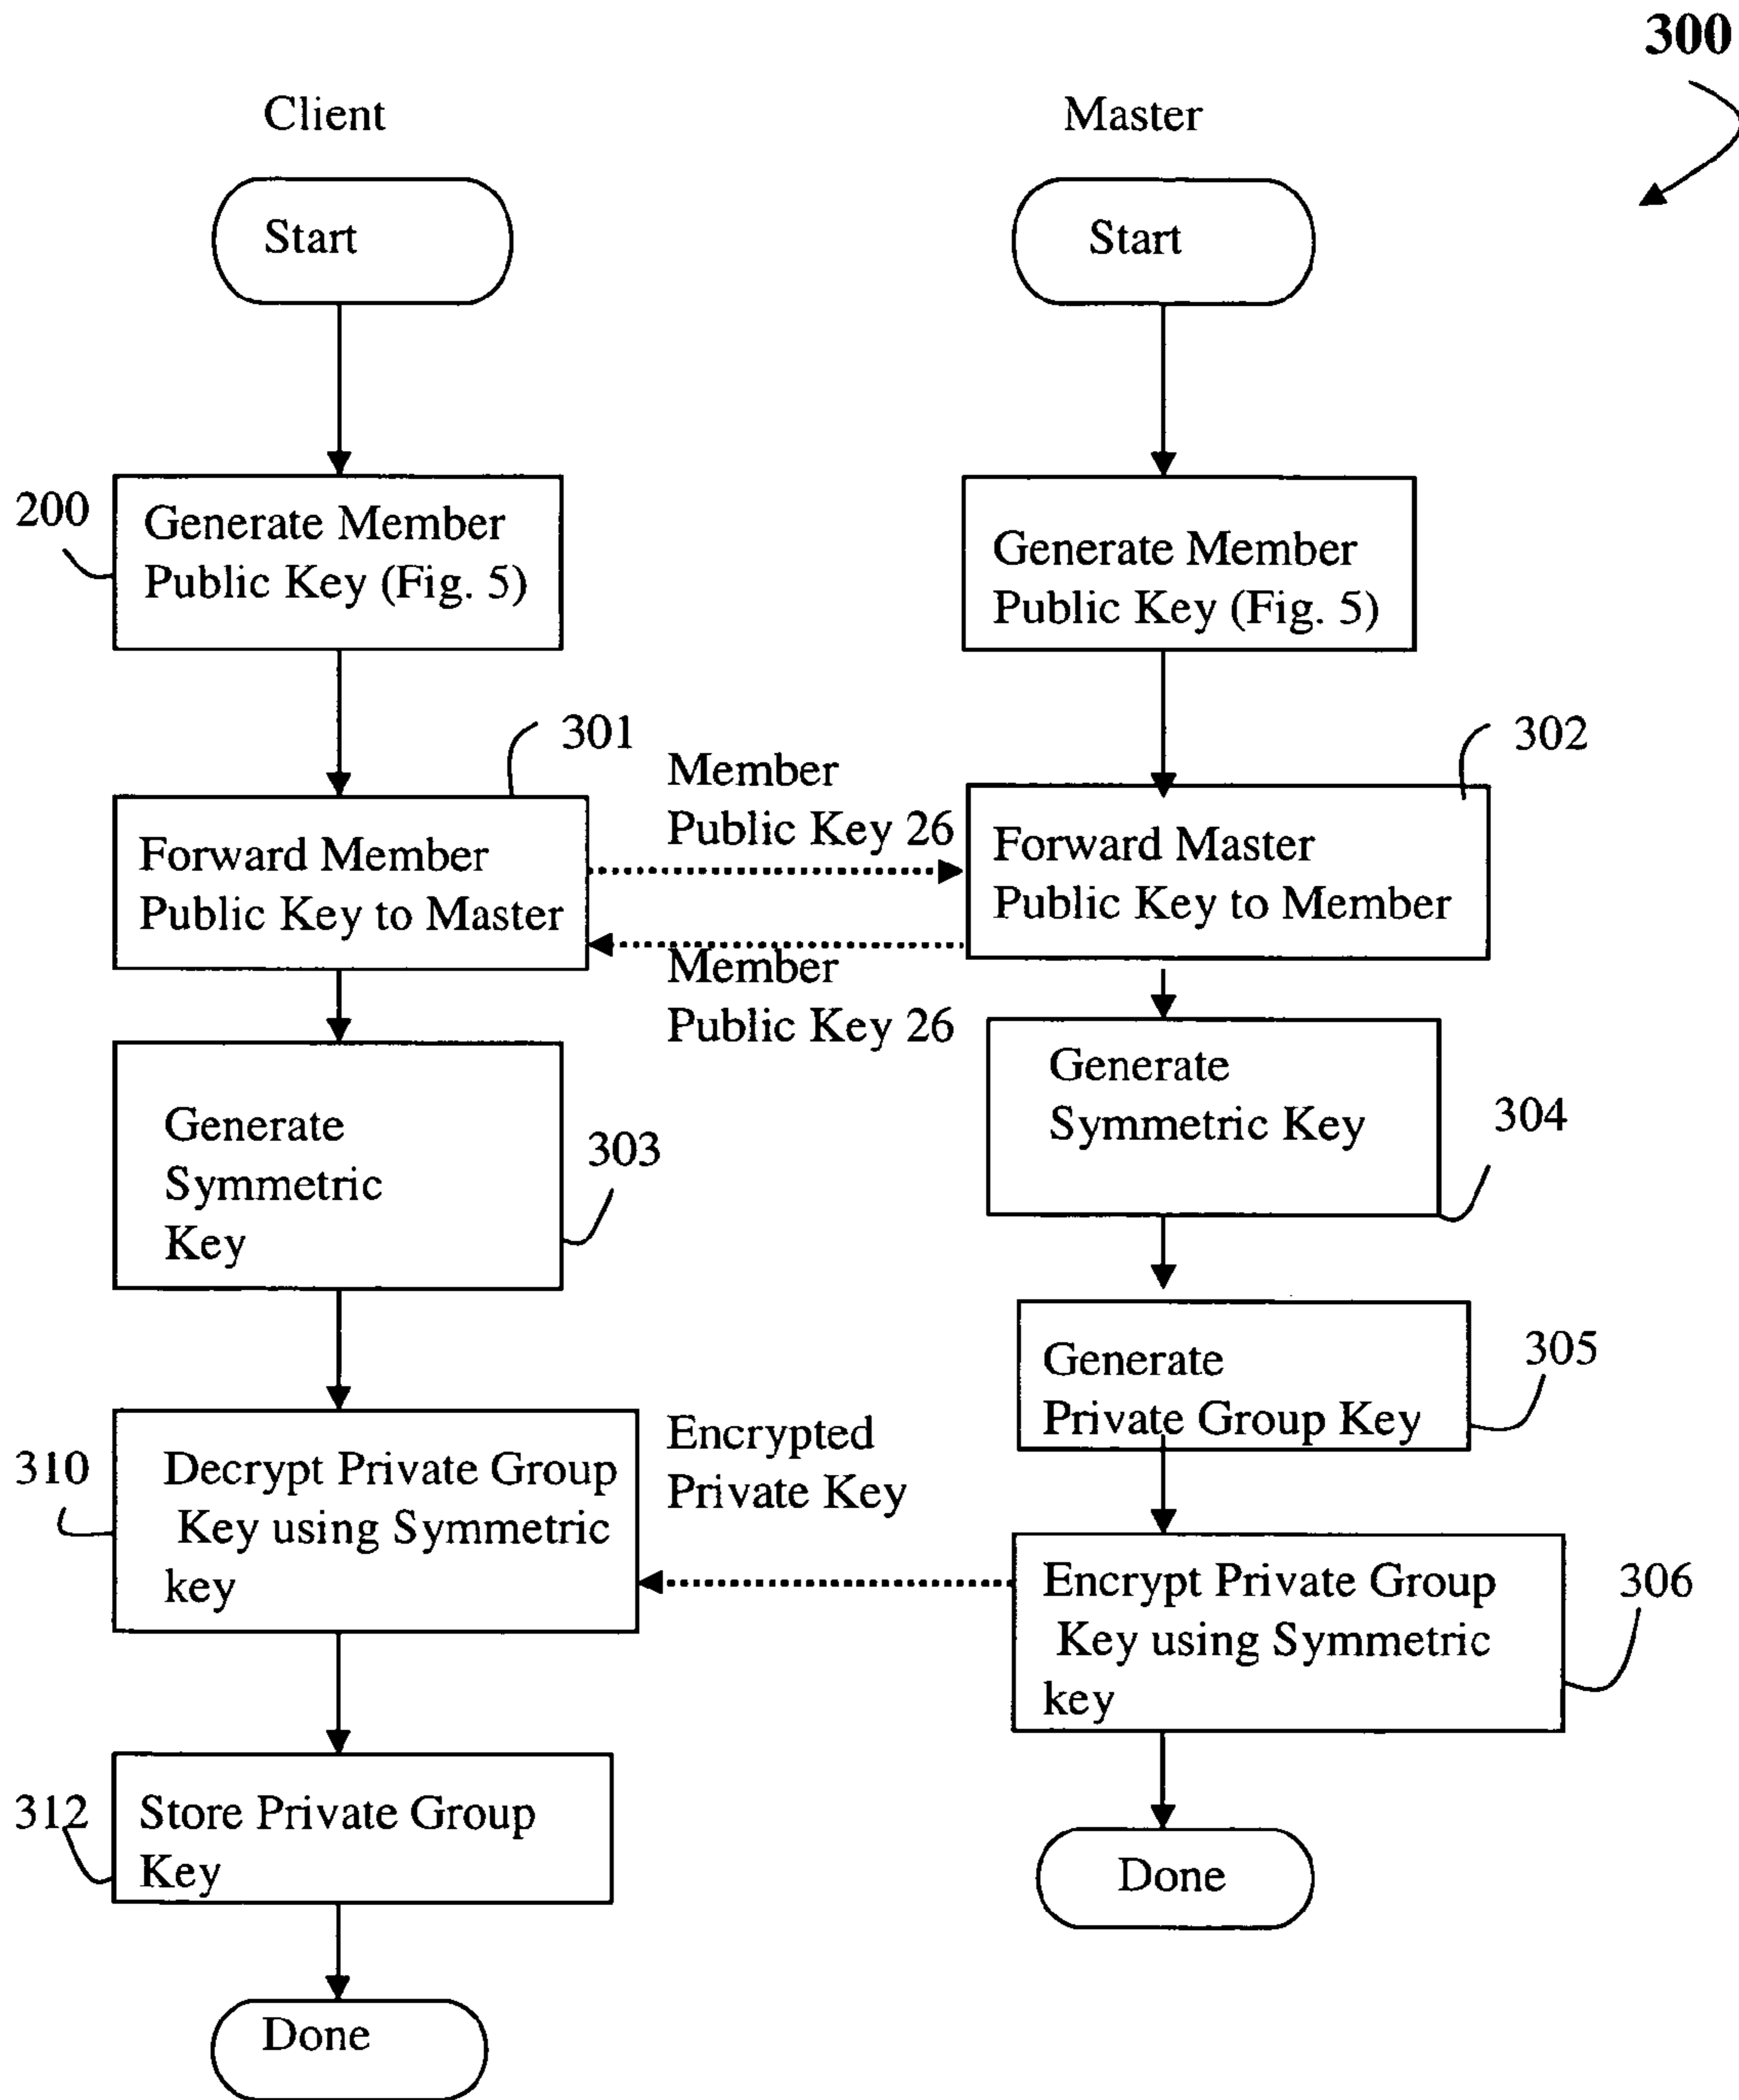 300
Client
Master
Start
Start
200
Generate Member
Public Key (Fig. 5)
Generate Member
Public Key (Fig. 5)
301
302
Member
Public Key 26
Forward Member
Public Key to Master
Forward Master
Public Key to Member
Member
Public Key 26
Generate
Symmetric
Key
303
Generate
Symmetric Key
304
Generate
Private Group Key
305
310
Decrypt Private Group
Key using Symmetric
key
Encrypted
Private Key
Encrypt Private Group
Key using Symmetric
key
306
312
Store Private Group
Key
Done
Done